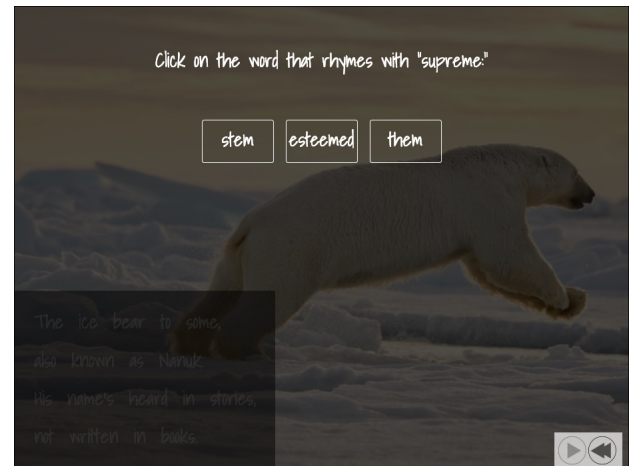 Click on the word that rhymes with "supreme:"
stem
esteemed
them
The ice bear to some,
also known as Nanuk.
His name's heard in stories,
not written in books.